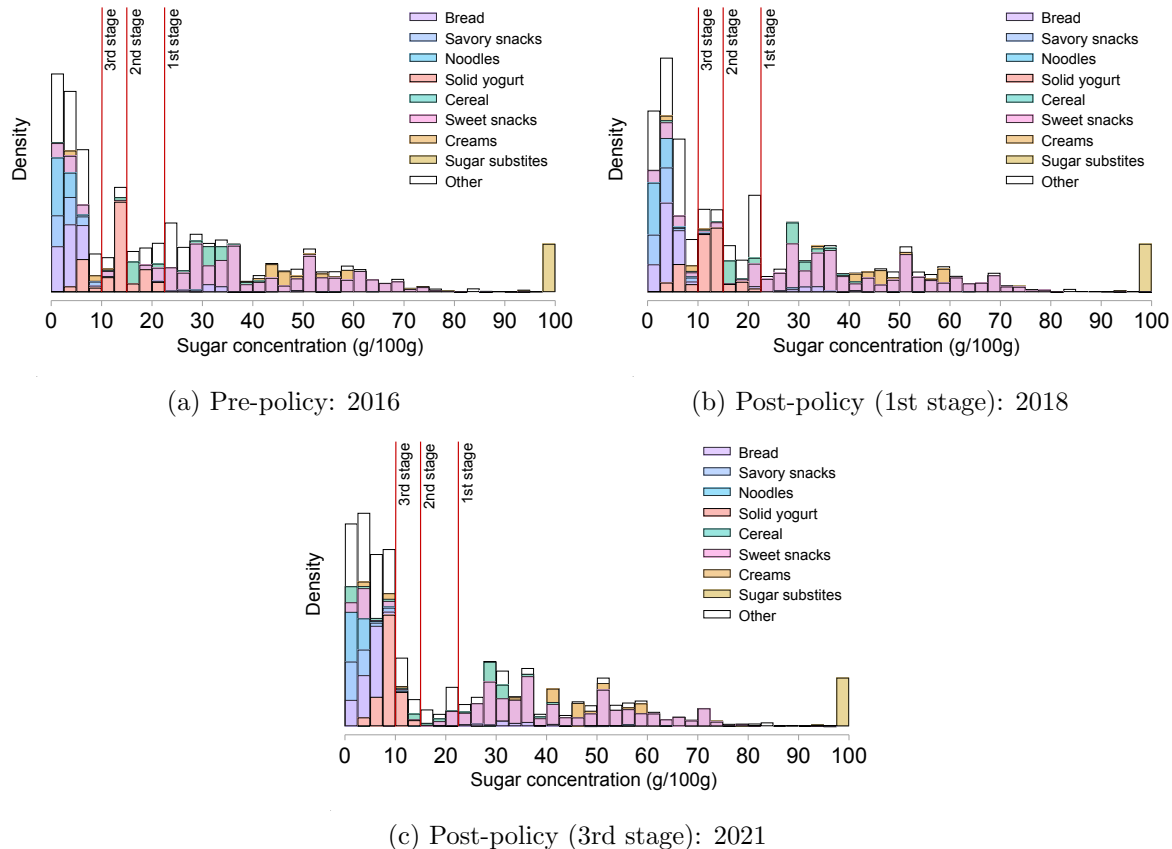 3rd stage
2nd stage
1st stage
Bread
Savory snacks
Noodles
Solid yogurt
Cereal
Sweet snacks
Creams
Sugar substites
Other
Density
0 10 20 30 40 50 60 70 80 90 100
Sugar concentration (g/100g)
(a) Pre-policy: 2016
3rd stage
2nd stage
1st stage
Bread
Savory snacks
Noodles
Solid yogurt
Cereal
Sweet snacks
Creams
Sugar substites
Other
Density
0 10 20 30 40 50 60 70 80 90 100
Sugar concentration (g/100g)
(b) Post-policy (1st stage): 2018
3rd stage
2nd stage
1st stage
Bread
Savory snacks
Noodles
Solid yogurt
Cereal
Sweet snacks
Creams
Sugar substites
Other
Density
0 10 20 30 40 50 60 70 80 90 100
Sugar concentration (g/100g)
(c) Post-policy (3rd stage): 2021